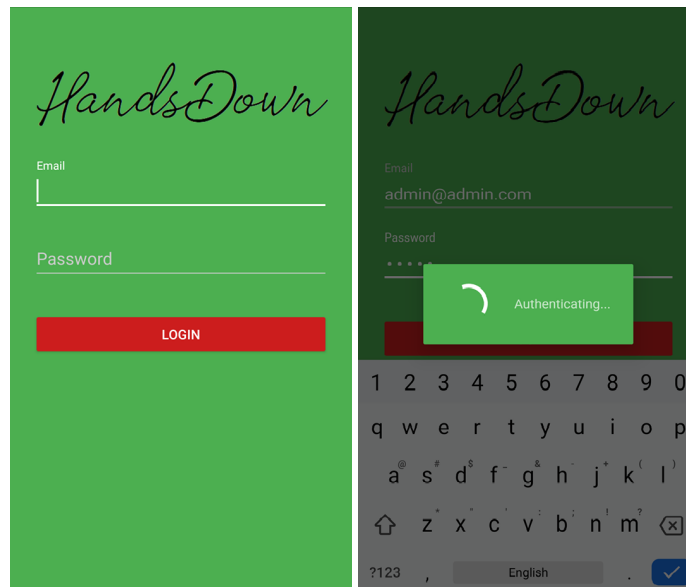 HandsDown
Email
Password
LOGIN
HandsDown
Email
admin@admin.com
Password
Authenticating...
1 2 3 4 5 6 7 8 9 0
q w e r t y u i o p
@ # $ - & - + ( )
a s d f g h j k l
* " ' : ; ! ?
z x c v b n m
?123 , English .